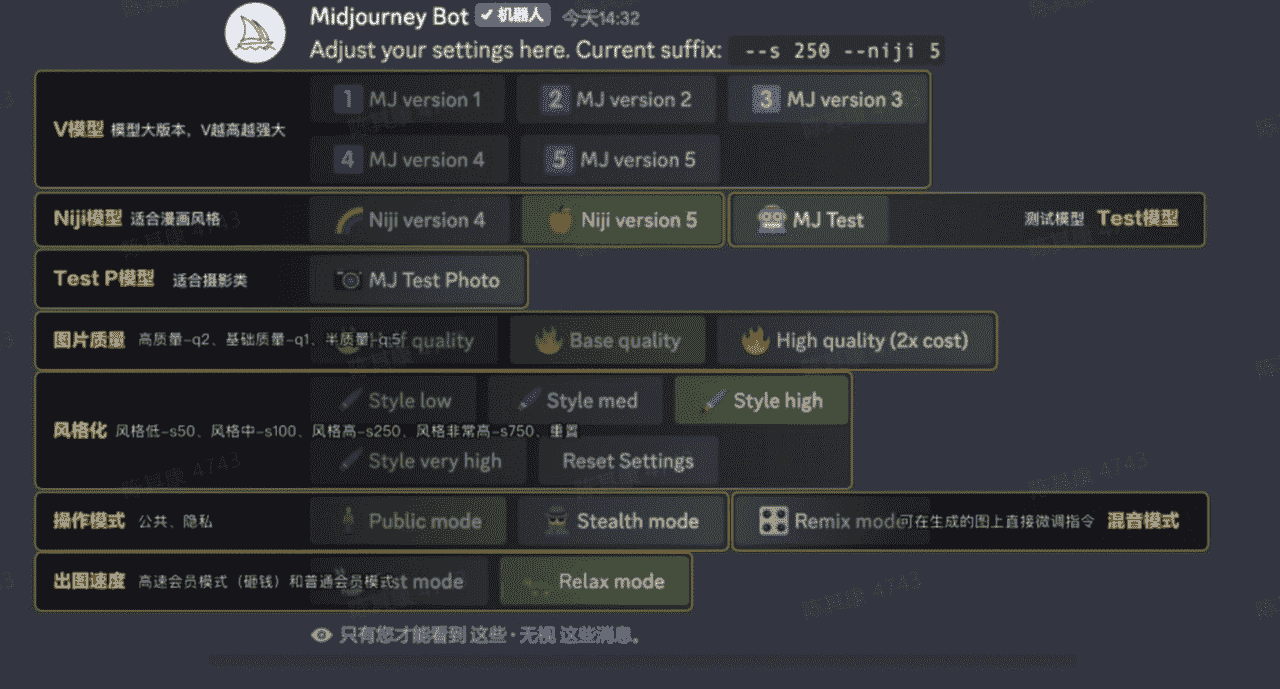 Midjourney Bot ✓ 机器人 今天14:32
Adjust your settings here. Current suffix: --s 250 --niji 5
V模型 模型大版本，V越高越强大
1 MJ version 1
2 MJ version 2
3 MJ version 3
4 MJ version 4
5 MJ version 5
Niji模型 适合漫画风格
Niji version 4
Niji version 5
MJ Test
测试模型 Test模型
Test P模型 适合摄影类
MJ Test Photo
图片质量 高质量-q2、基础质量-q1、半质量-q.5
quality
Base quality
High quality (2x cost)
Style low
Style med
Style high
风格化 风格低-s50、风格中-s100、风格高-s250、风格非常高-s750、重置
Style very high
Reset Settings
操作模式 公共、隐私
Public mode
Stealth mode
Remix mode
可在生成的图上直接微调指令 混音模式
出图速度 高速会员模式（砸钱）和普通会员模式
mode
Relax mode
只有您才能看到 这些 · 无视 这些消息。